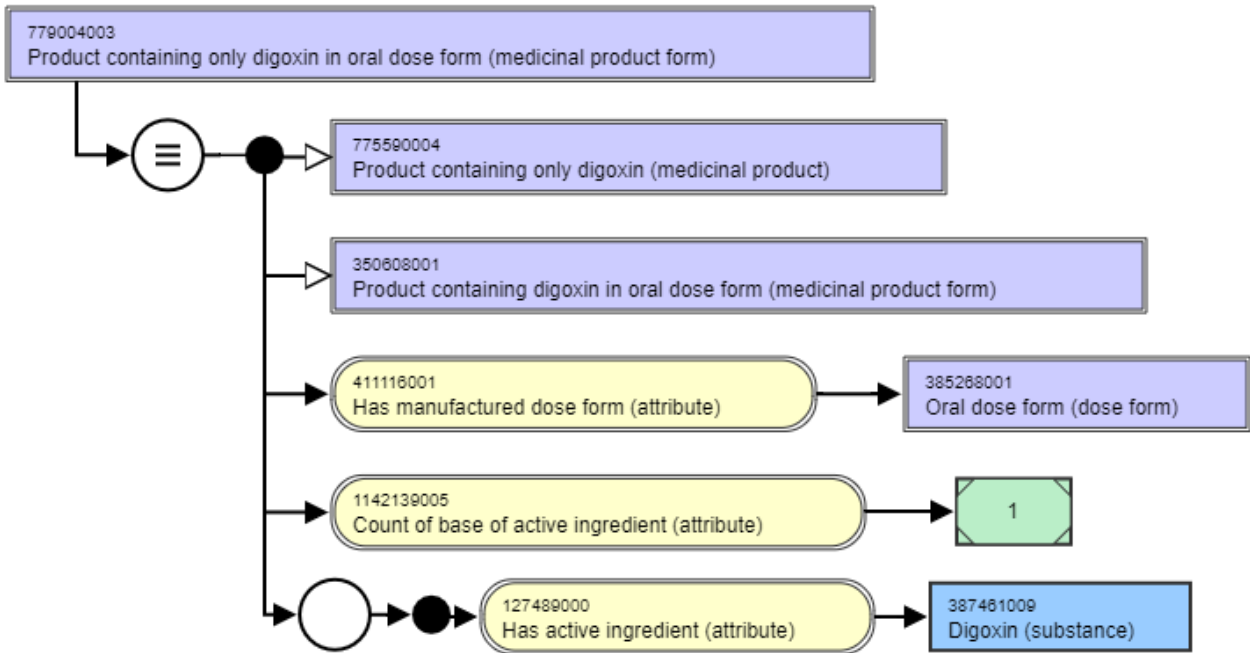 779004003
Product containing only digoxin in oral dose form (medicinal product form)
775590004
Product containing only digoxin (medicinal product)
350608001
Product containing digoxin in oral dose form (medicinal product form)
411116001
Has manufactured dose form (attribute)
385268001
Oral dose form (dose form)
1142139005
Count of base of active ingredient (attribute)
1
127489000
Has active ingredient (attribute)
387461009
Digoxin (substance)